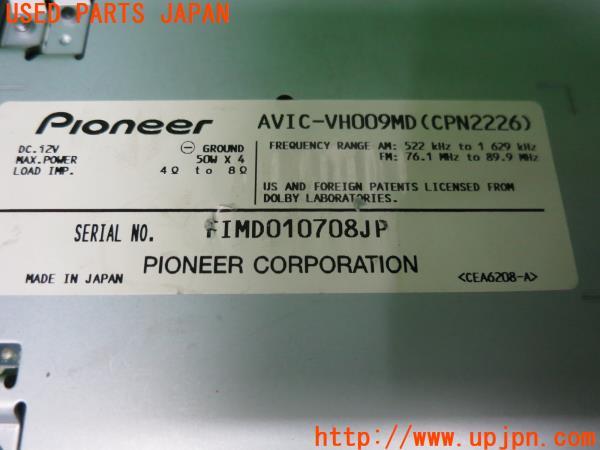 USED PARTS JAPAN
Pioneer
AVIC-VH009MD(CPN2226)
DC.12V ⊖ GROUND
MAX.POWER 50W X 4
LOAD IMP. 4Ω to 8Ω
FREQUENCY RANGE AM: 522 kHz to 1 629 kHz
FM: 76.1 MHz to 89.9 MHz
US AND FOREIGN PATENTS LICENSED FROM
DOLBY LABORATORIES.
SERIAL NO. FIMD010708JP
PIONEER CORPORATION
MADE IN JAPAN
<CEA6208-A>
http://www.upjpn.com/